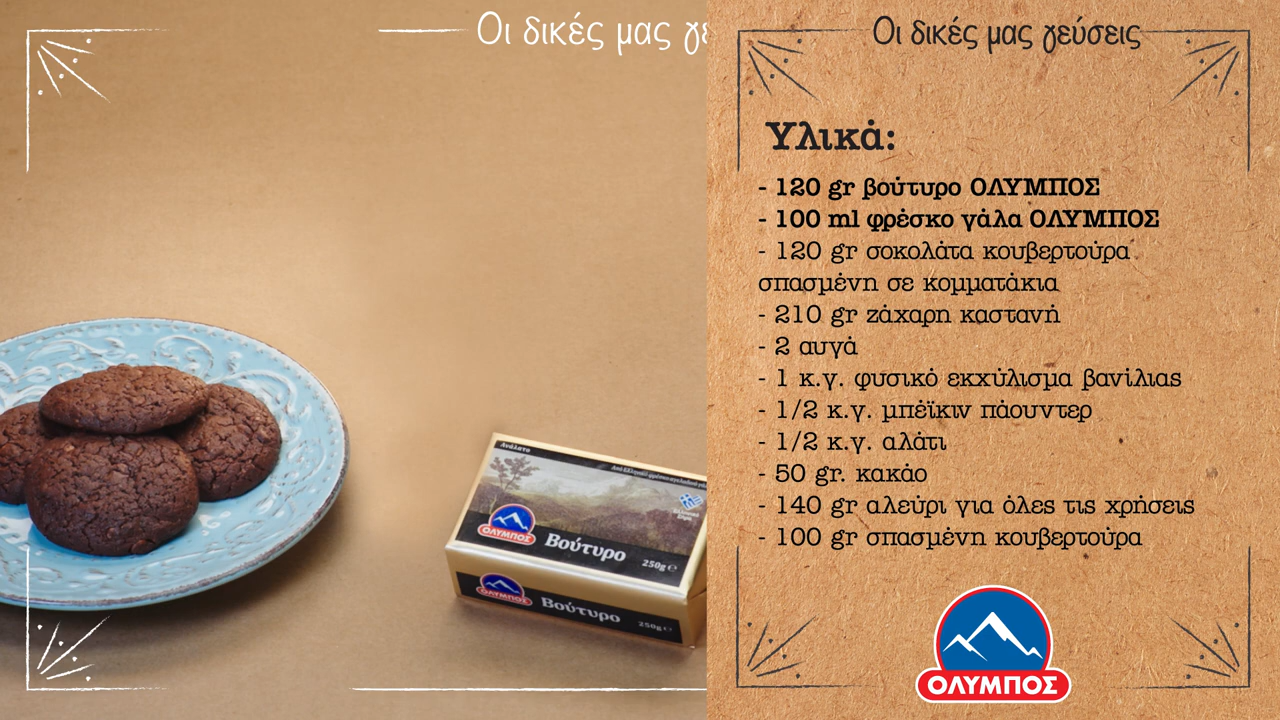 Οι δικές μας γε
Ανάλατο
ΟΛΥΜΠΟΣ
Βούτυρο
250g ℮
ΟΛΥΜΠΟΣ
Βούτυρο
250g ℮
Οι δικές μας γεύσεις
Υλικά:
- 120 gr βούτυρο ΟΛΥΜΠΟΣ
- 100 ml φρέσκο γάλα ΟΛΥΜΠΟΣ
- 120 gr σοκολάτα κουβερτούρα
σπασμένη σε κομματάκια
- 210 gr ζάχαρη καστανή
- 2 αυγά
- 1 κ.γ. φυσικό εκχύλισμα βανίλιας
- 1/2 κ.γ. μπέϊκιν πάουντερ
- 1/2 κ.γ. αλάτι
- 50 gr. κακάο
- 140 gr αλεύρι για όλες τις χρήσεις
- 100 gr σπασμένη κουβερτούρα
ΟΛΥΜΠΟΣ